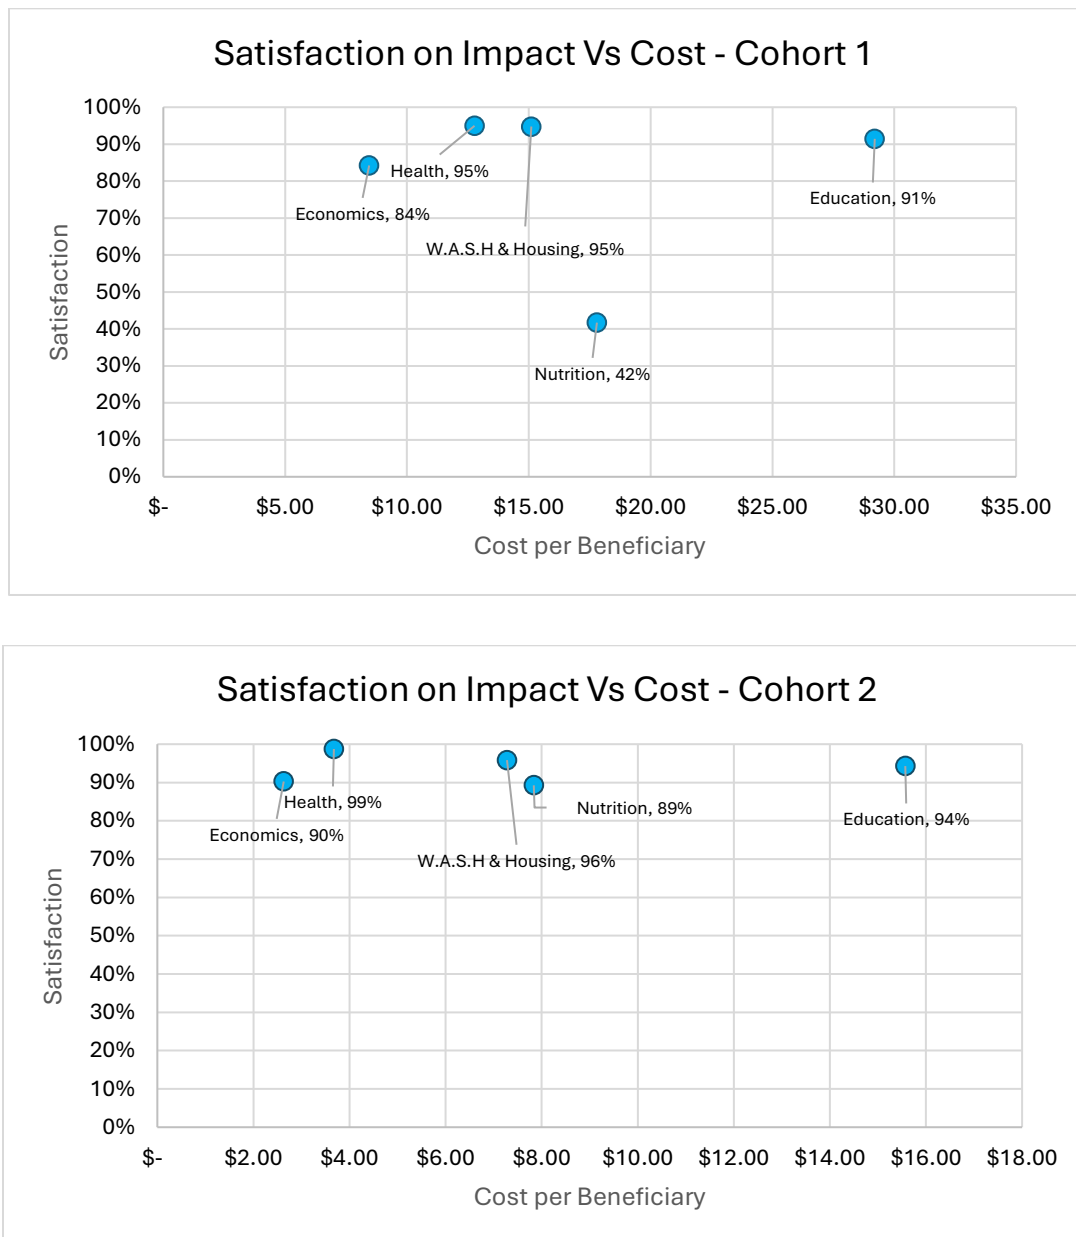 Satisfaction on Impact Vs Cost - Cohort 1
100%
90%
80%
70%
60%
50%
40%
30%
20%
10%
0%
Satisfaction
Health, 95%
Economics, 84%
W.A.S.H & Housing, 95%
Education, 91%
Nutrition, 42%
$- $5.00 $10.00 $15.00 $20.00 $25.00 $30.00 $35.00
Cost per Beneficiary
Satisfaction on Impact Vs Cost - Cohort 2
100%
90%
80%
70%
60%
50%
40%
30%
20%
10%
0%
Satisfaction
Health, 99%
Economics, 90%
W.A.S.H & Housing, 96%
Nutrition, 89%
Education, 94%
$- $2.00 $4.00 $6.00 $8.00 $10.00 $12.00 $14.00 $16.00 $18.00
Cost per Beneficiary